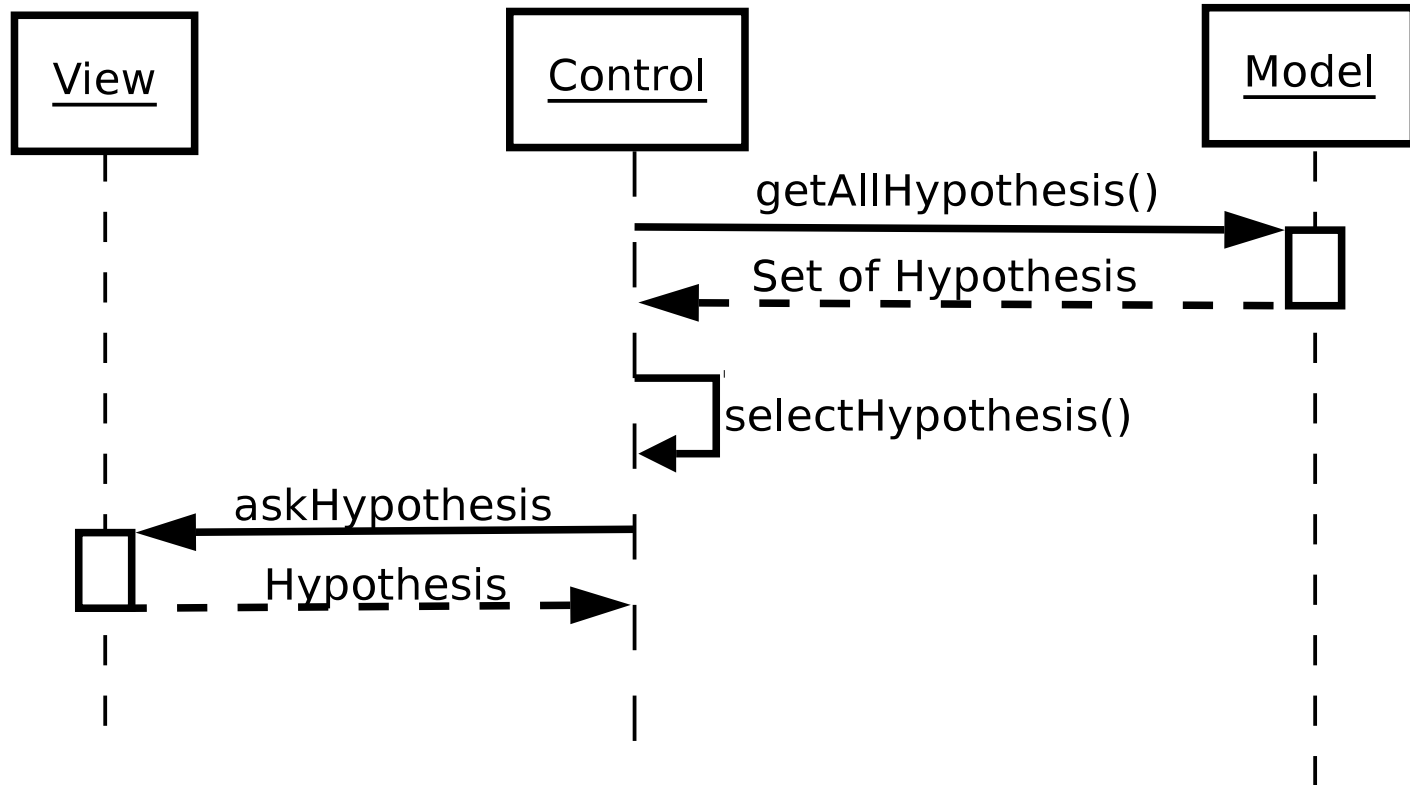 View
Control
Model
getAllHypothesis()
Set of Hypothesis
selectHypothesis()
askHypothesis
Hypothesis